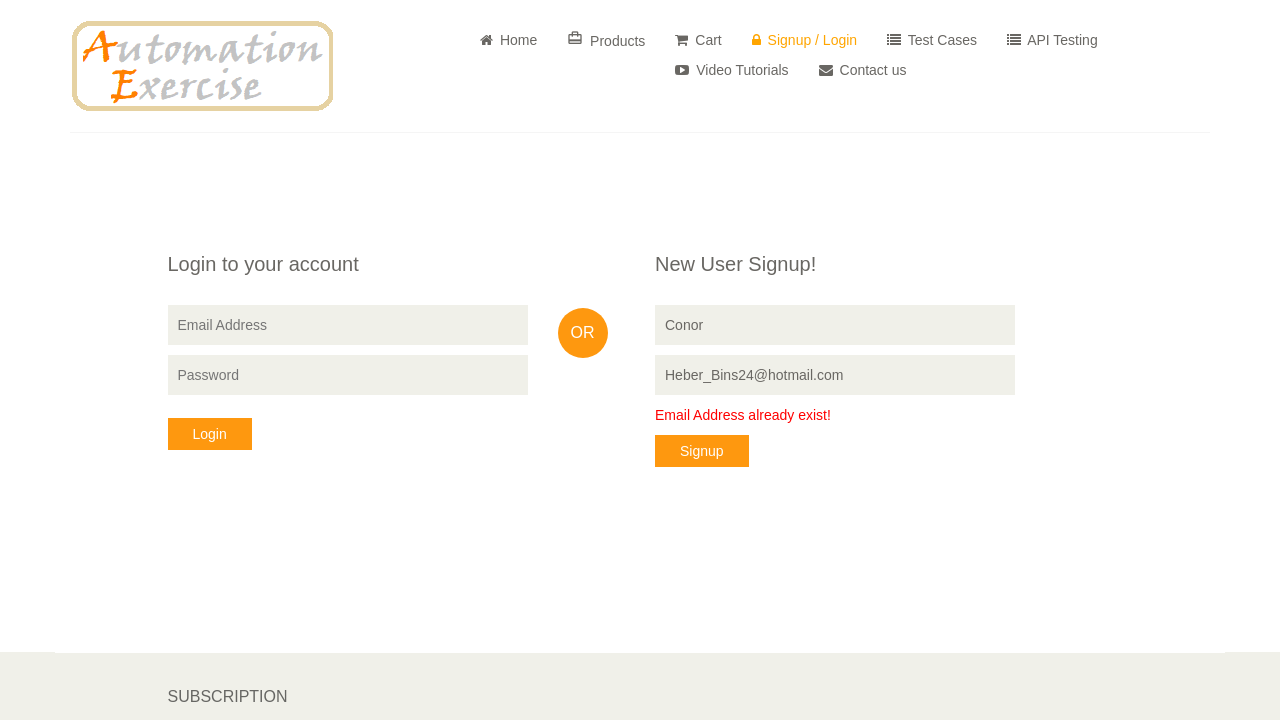 Automation
Exercise
Home
Products
Cart
Signup / Login
Test Cases
API Testing
Video Tutorials
Contact us
Login to your account
Email Address
Password
Login
OR
New User Signup!
Conor
Heber_Bins24@hotmail.com
Email Address already exist!
Signup
SUBSCRIPTION